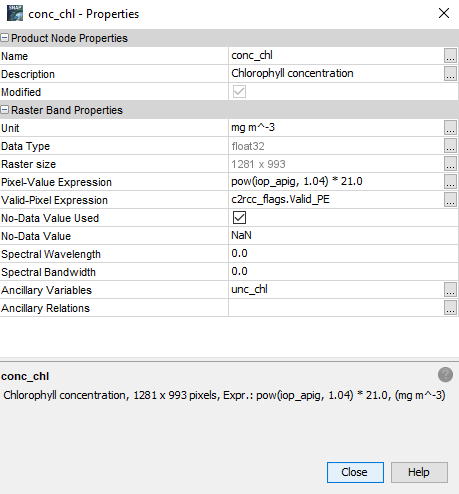 SNAP
conc_chl - Properties
Product Node Properties
Name conc_chl ...
Description Chlorophyll concentration ...
Modified
Raster Band Properties
Unit mg m^-3 ...
Data Type float32
Raster size 1281 x 993
Pixel-Value Expression pow(iop_apig, 1.04) * 21.0 ...
Valid-Pixel Expression c2rcc_flags.Valid_PE ...
No-Data Value Used
No-Data Value NaN
Spectral Wavelength 0.0
Spectral Bandwidth 0.0
Ancillary Variables unc_chl ...
Ancillary Relations ...
conc_chl ?
Chlorophyll concentration, 1281 x 993 pixels, Expr.: pow(iop_apig, 1.04) * 21.0, (mg m^-3)
Close Help